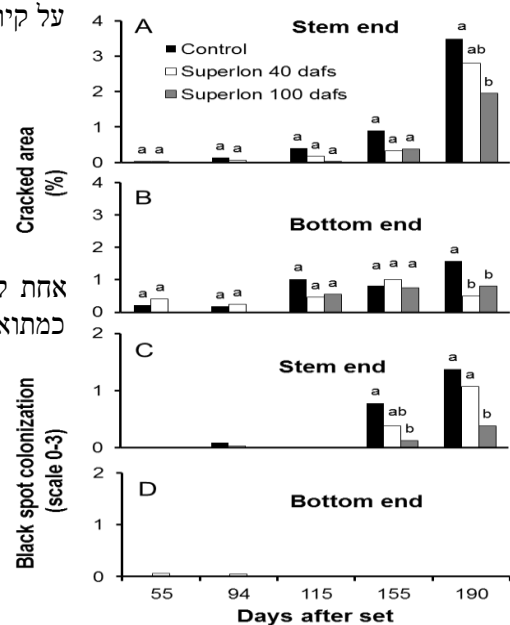 על
A
Stem end
Control
Superlon 40 dafs
Superlon 100 dafs
4
3
2
1
0
a a
a a
a a a
a a a
a ab b
Cracked area
(%)
B
Bottom end
4
3
2
1
0
a a
a a
a a a
a a a
a b b
אחת ל
כמתוא
C
Stem end
2
1
0
a ab b
a a b
Black spot colonization
(scale 0-3)
D
Bottom end
2
1
0
55 94 115 155 190
Days after set